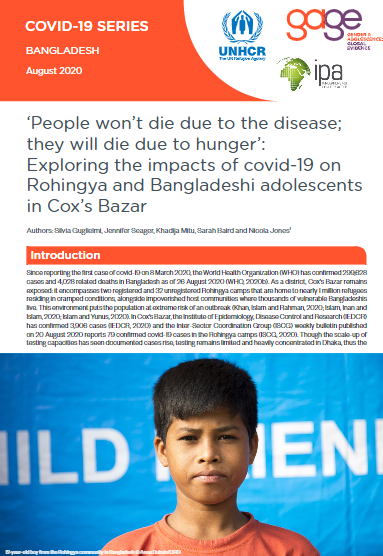 COVID-19 SERIES
BANGLADESH
August 2020
UNHCR
The UN Refugee Agency
gage
GENDER &
ADOLESCENCE:
GLOBAL
EVIDENCE
ipa
‘People won’t die due to the disease;
they will die due to hunger’:
Exploring the impacts of covid-19 on
Rohingya and Bangladeshi adolescents
in Cox’s Bazar
Authors: Silvia Guglielmi, Jennifer Seager, Khadija Mitu, Sarah Baird and Nicola Jones¹
Introduction
Since reporting the first case of covid-19 on 8 March 2020, the World Health Organization (WHO) has confirmed 299,628
cases and 4,028 related deaths in Bangladesh as of 26 August 2020 (WHO, 2020b). As a district, Cox’s Bazar remains
exposed: it encompasses two registered and 32 unregistered Rohingya camps that are home to nearly 1 million refugees
residing in cramped conditions, alongside impoverished host communities where thousands of vulnerable Bangladeshis
live. This environment puts the population at extreme risk of an outbreak (Khan, Islam and Rahman, 2020; Islam, Inan and
Islam, 2020; Islam and Yunus, 2020). In Cox’s Bazar, the Institute of Epidemiology, Disease Control and Research (IEDCR)
has confirmed 3,906 cases (IEDCR, 2020) and the Inter-Sector Coordination Group (ISCG) weekly bulletin published
on 20 August 2020 reports 79 confirmed covid-19 cases in the Rohingya camps (ISCG, 2020). Though the scale-up of
testing capacities has seen documented cases rise, testing remains limited and heavily concentrated in Dhaka, thus the
HILD
-year-old boy from the Rohingya community in Bangladesh ©